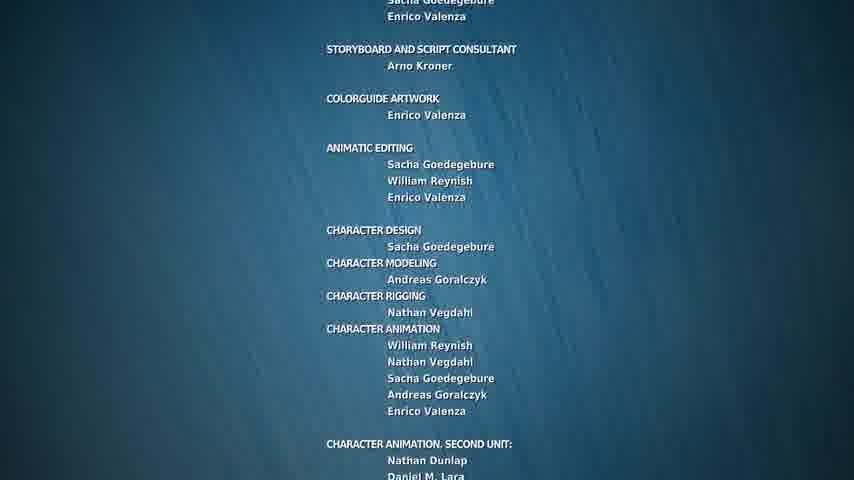 Sacha Goedegebure
Enrico Valenza
STORYBOARD AND SCRIPT CONSULTANT
Arno Kroner
COLORGUIDE ARTWORK
Enrico Valenza
ANIMATIC EDITING
Sacha Goedegebure
William Reynish
Enrico Valenza
CHARACTER DESIGN
Sacha Goedegebure
CHARACTER MODELING
Andreas Goralczyk
CHARACTER RIGGING
Nathan Vegdahl
CHARACTER ANIMATION
William Reynish
Nathan Vegdahl
Sacha Goedegebure
Andreas Goralczyk
Enrico Valenza
CHARACTER ANIMATION. SECOND UNIT:
Nathan Dunlap
Daniel M. Lara